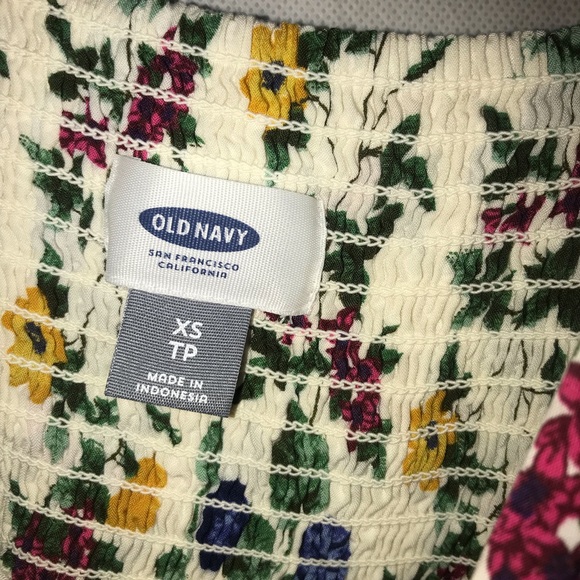 OLD NAVY
SAN FRANCISCO
CALIFORNIA
XS
TP
MADE IN
INDONESIA